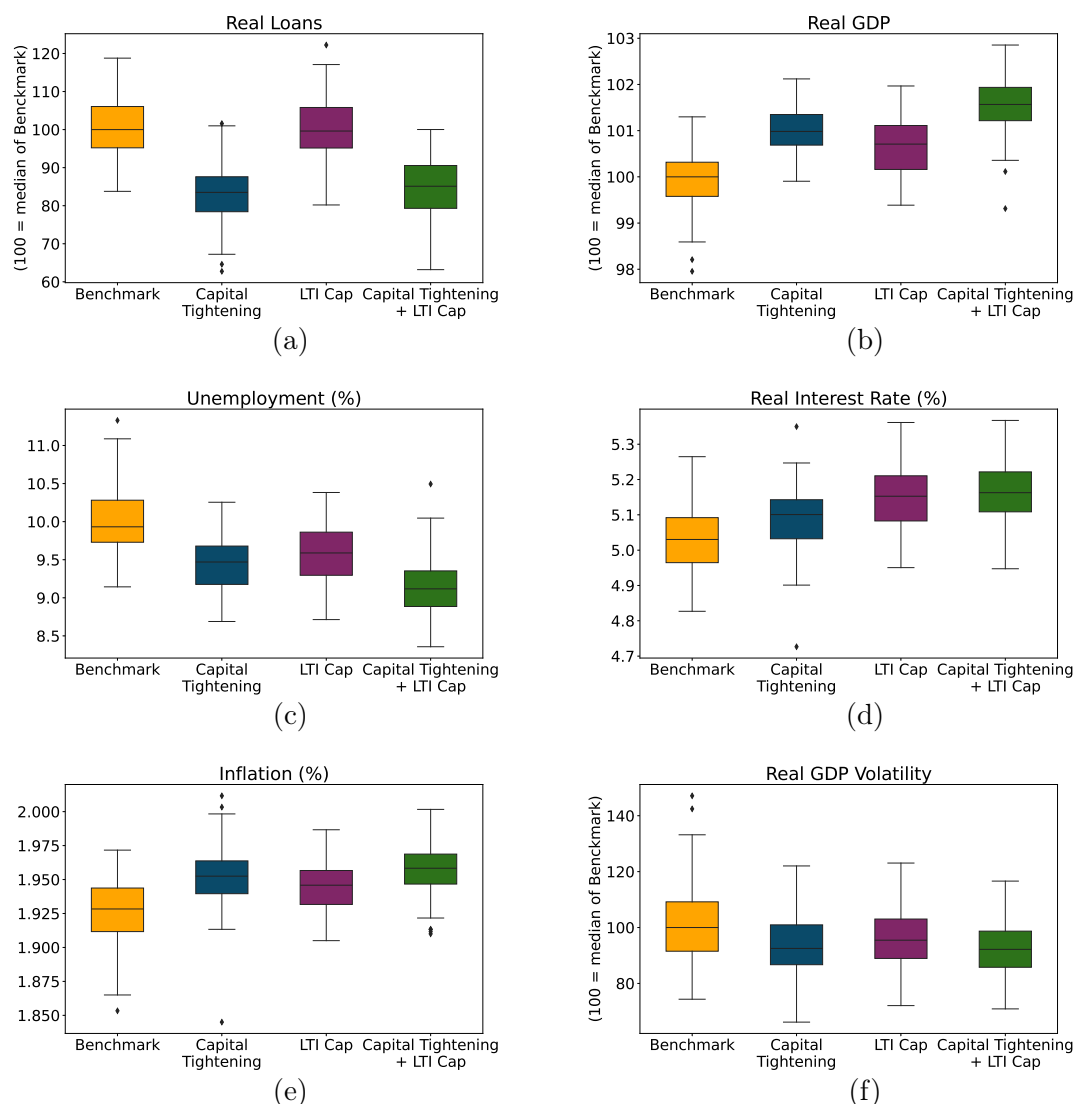 Real Loans
(100 = median of Benckmark)
120
110
100
90
80
70
60
Benchmark
Capital
Tightening
LTI Cap
Capital Tightening
+ LTI Cap
(a)
Real GDP
(100 = median of Benckmark)
103
102
101
100
99
98
Benchmark
Capital
Tightening
LTI Cap
Capital Tightening
+ LTI Cap
(b)
Unemployment (%)
11.0
10.5
10.0
9.5
9.0
8.5
Benchmark
Capital
Tightening
LTI Cap
Capital Tightening
+ LTI Cap
(c)
Real Interest Rate (%)
5.3
5.2
5.1
5.0
4.9
4.8
4.7
Benchmark
Capital
Tightening
LTI Cap
Capital Tightening
+ LTI Cap
(d)
Inflation (%)
2.000
1.975
1.950
1.925
1.900
1.875
1.850
Benchmark
Capital
Tightening
LTI Cap
Capital Tightening
+ LTI Cap
(e)
Real GDP Volatility
(100 = median of Benckmark)
140
120
100
80
Benchmark
Capital
Tightening
LTI Cap
Capital Tightening
+ LTI Cap
(f)